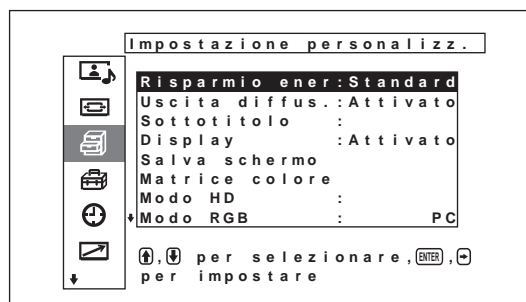 Impostazione personalizz.
Risparmio ener:Standard
Uscita diffus.:Attivato
Sottotitolo :
Display :Attivato
Salva schermo
Matrice colore
Modo HD :
Modo RGB : PC
, per selezionare, ENTER ,
per impostare